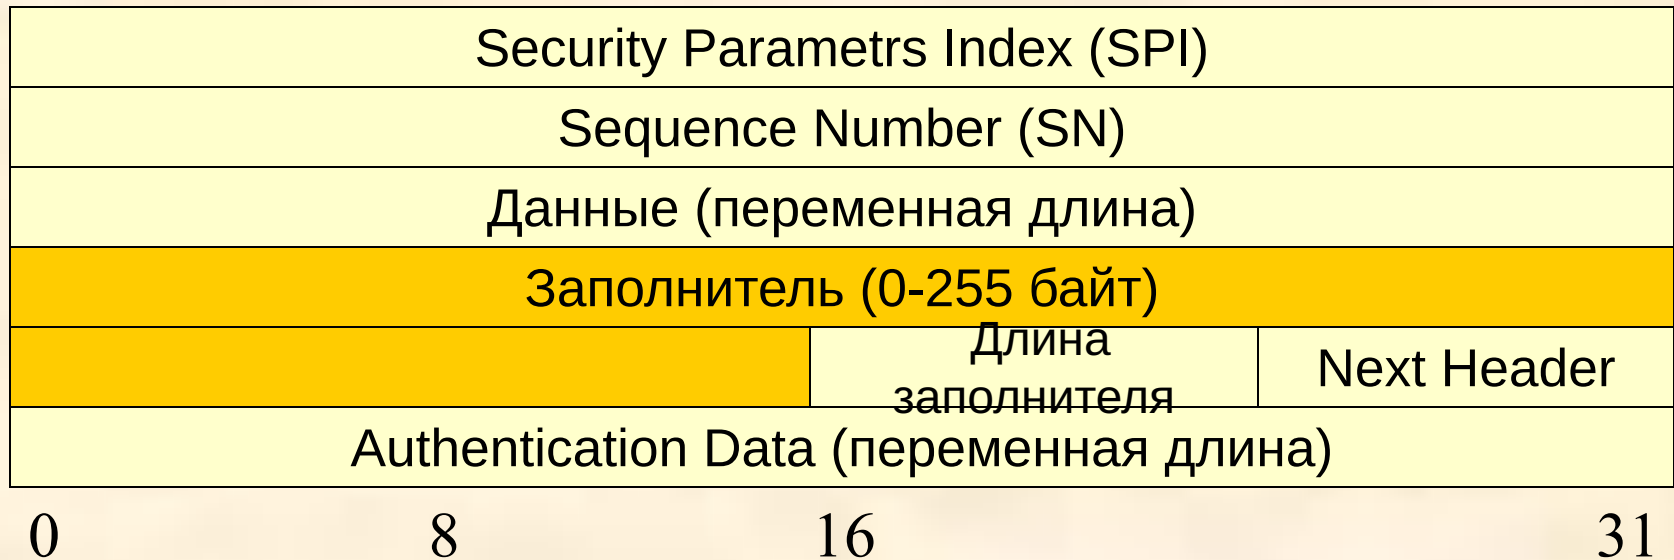 Security Parametrs Index (SPI)
Sequence Number (SN)
Данные (переменная длина)
Заполнитель (0-255 байт)
Длина
заполнителя
Next Header
Authentication Data (переменная длина)
0 8 16 31